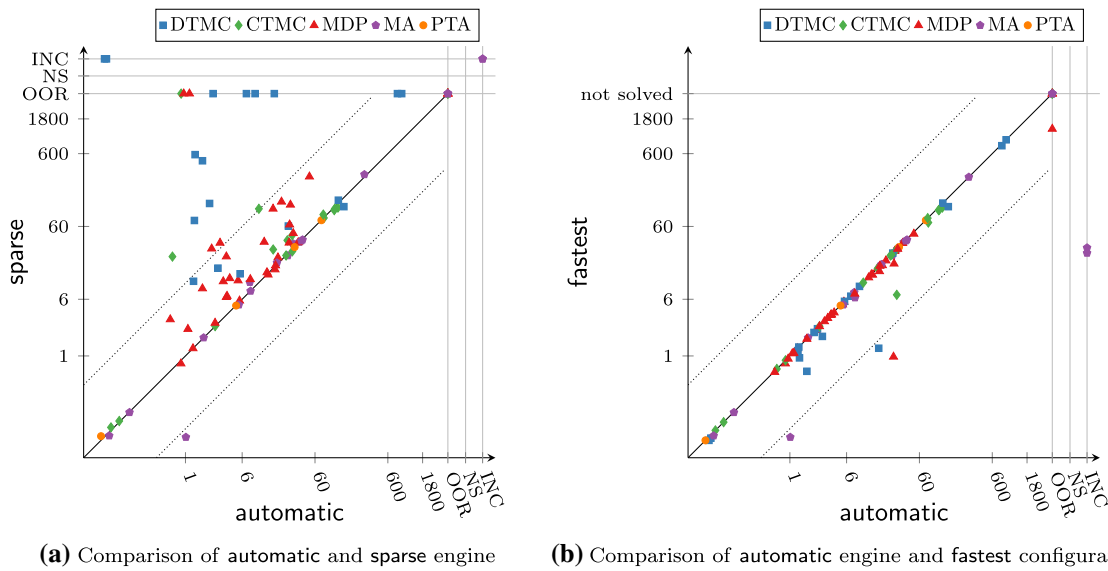 DTMC CTMC MDP MA PTA
INC
NS
OOR
1800
600
60
6
1
sparse
1 6 60 600 1800 OOR NS INC
automatic
(a) Comparison of automatic and sparse engine
DTMC CTMC MDP MA PTA
not solved
1800
600
60
6
1
fastest
1 6 60 600 1800 OOR NS INC
automatic
(b) Comparison of automatic engine and fastest configura